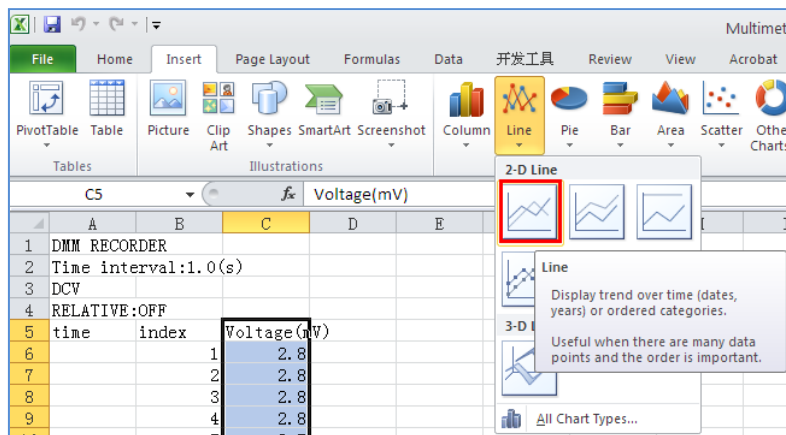 Multimet
File Home Insert Page Layout Formulas Data 开发工具 Review View Acrobat
PivotTable Table Picture Clip Art Shapes SmartArt Screenshot Column Line Pie Bar Area Scatter Othe Charts
Tables Illustrations
2-D Line
C5 fx Voltage(mV)
A B C D E
1 DMM RECORDER
2 Time interval:1.0(s)
3 DCV
4 RELATIVE:OFF
5 time index Voltage(mV)
6 1 2.8
7 2 2.8
8 3 2.8
9 4 2.8
Line
Display trend over time (dates,
years) or ordered categories.
Useful when there are many data
points and the order is important.
3-D
All Chart Types...